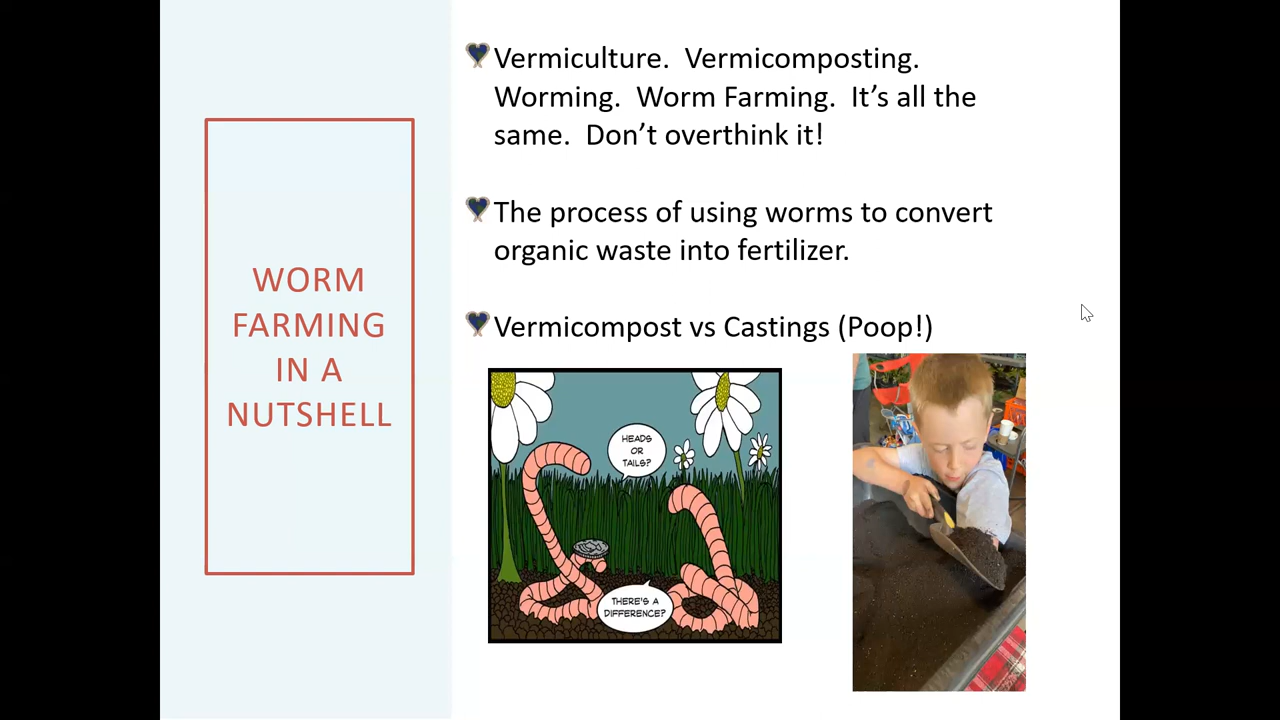 WORM
FARMING
IN A
NUTSHELL
Vermiculture.  Vermicomposting.
Worming.  Worm Farming.  It’s all the
same.  Don’t overthink it!
The process of using worms to convert
organic waste into fertilizer.
Vermicompost vs Castings (Poop!)
HEADS
OR
TAILS?
THERE'S A
DIFFERENCE?